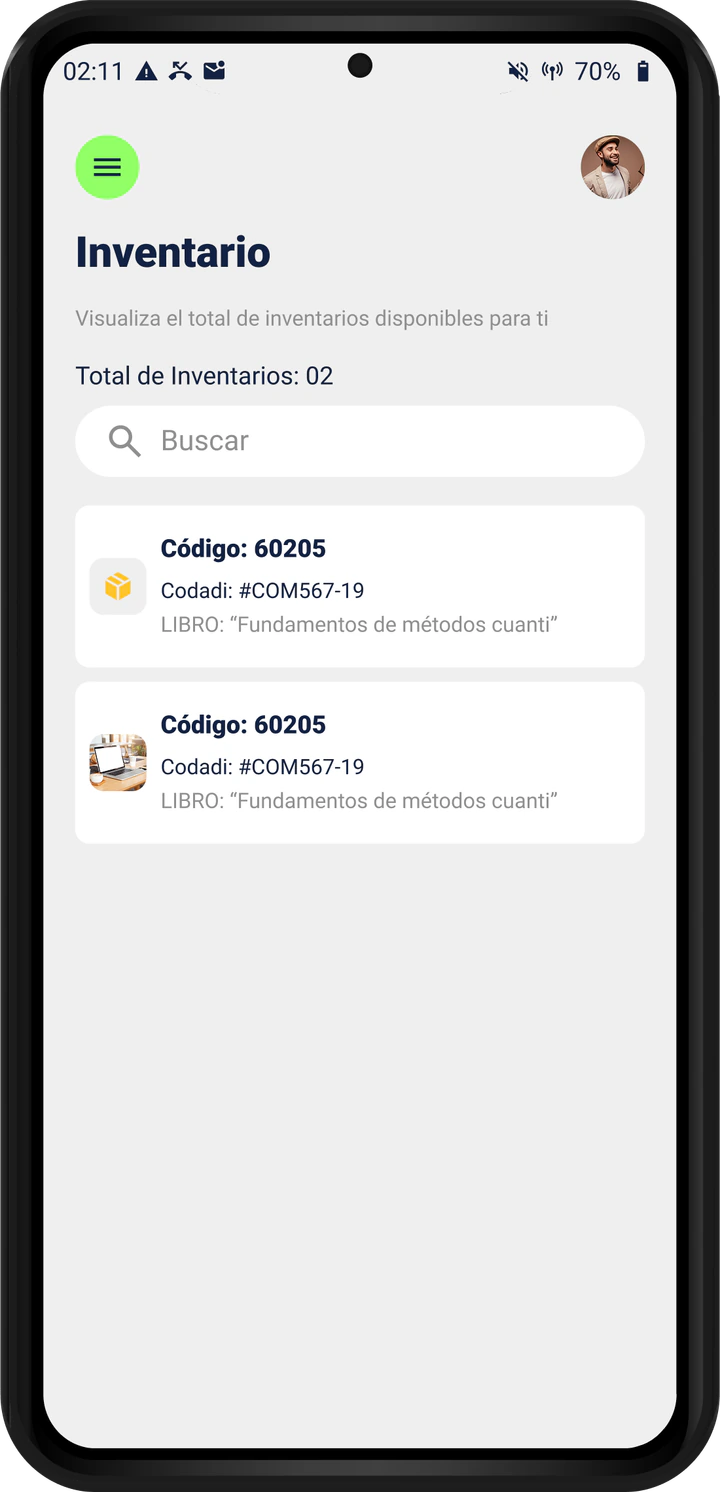 02:11 70%
Inventario
Visualiza el total de inventarios disponibles para ti
Total de Inventarios: 02
Buscar
Código: 60205
Codadi: #COM567-19
LIBRO: “Fundamentos de métodos cuanti”
Código: 60205
Codadi: #COM567-19
LIBRO: “Fundamentos de métodos cuanti”